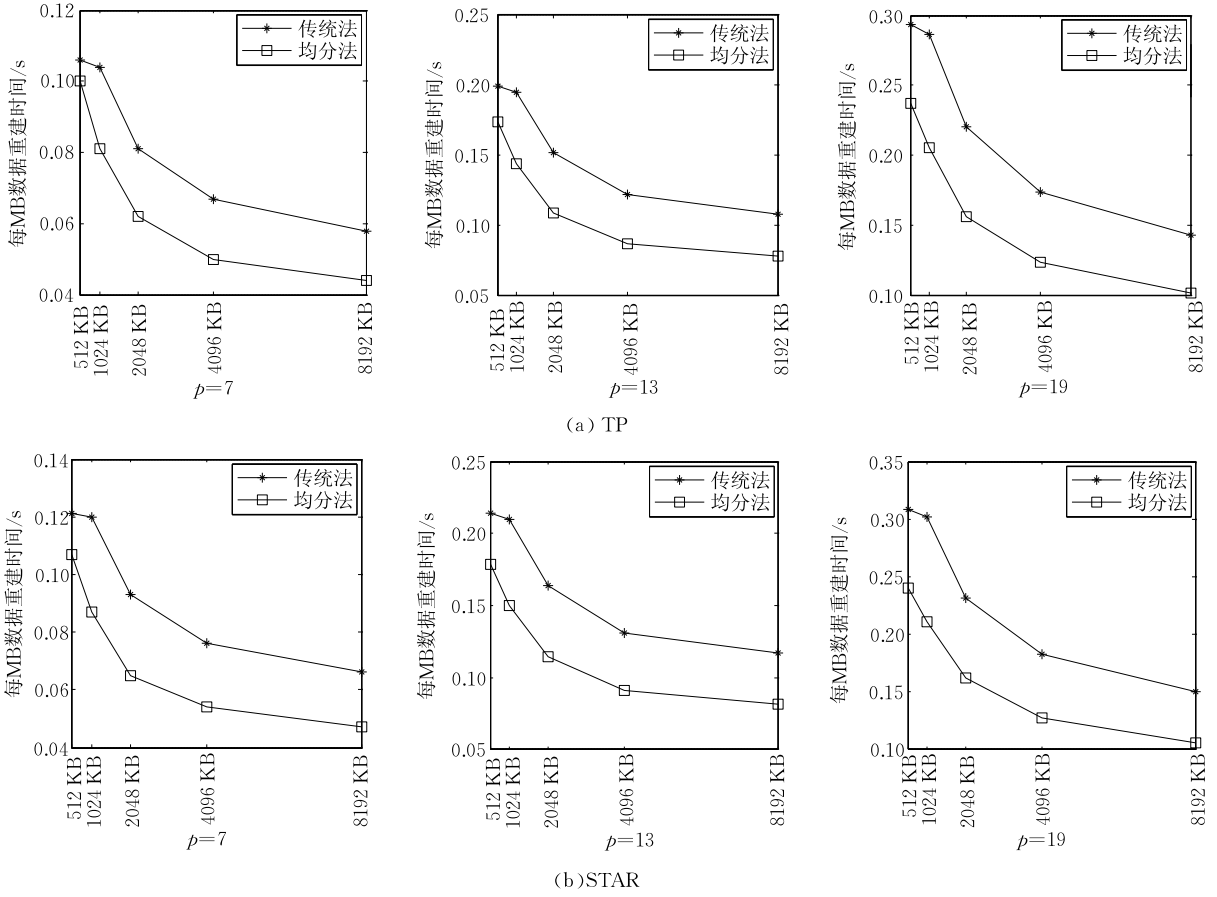 0.12
0.10
0.08
0.06
0.04
每MB数据重建时间/s
传统法
均分法
512 KB
1024 KB
2048 KB
4096 KB
8192 KB
p=7
0.25
0.20
0.15
0.10
0.05
每MB数据重建时间/s
传统法
均分法
512 KB
1024 KB
2048 KB
4096 KB
8192 KB
p=13
0.30
0.25
0.20
0.15
0.10
每MB数据重建时间/s
传统法
均分法
512 KB
1024 KB
2048 KB
4096 KB
8192 KB
p=19
(a) TP
0.14
0.12
0.10
0.08
0.06
0.04
每MB数据重建时间/s
传统法
均分法
512 KB
1024 KB
2048 KB
4096 KB
8192 KB
p=7
0.25
0.20
0.15
0.10
0.05
每MB数据重建时间/s
传统法
均分法
512 KB
1024 KB
2048 KB
4096 KB
8192 KB
p=13
0.35
0.30
0.25
0.20
0.15
0.10
每MB数据重建时间/s
传统法
均分法
512 KB
1024 KB
2048 KB
4096 KB
8192 KB
p=19
(b)STAR